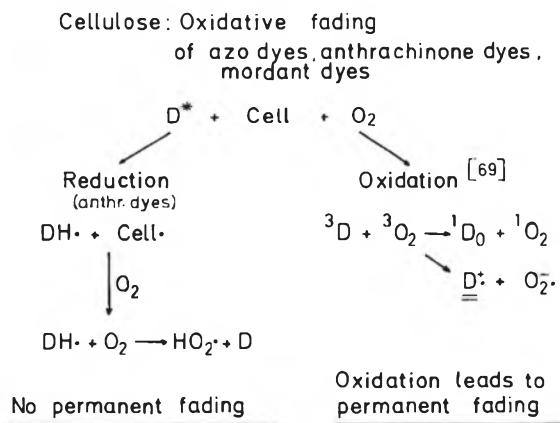 Cellulose: Oxidative fading
of azo dyes, anthrachinone dyes,
mordant dyes
D* + Cell + O₂
Reduction
(anthr. dyes)
DH· + Cell·
O₂
DH· + O₂ → HO₂· + D
No permanent fading
Oxidation [69]
³D + ³O₂ → ¹D₀ + ¹O₂
D⁺· + O₂⁻·
Oxidation leads to
permanent fading